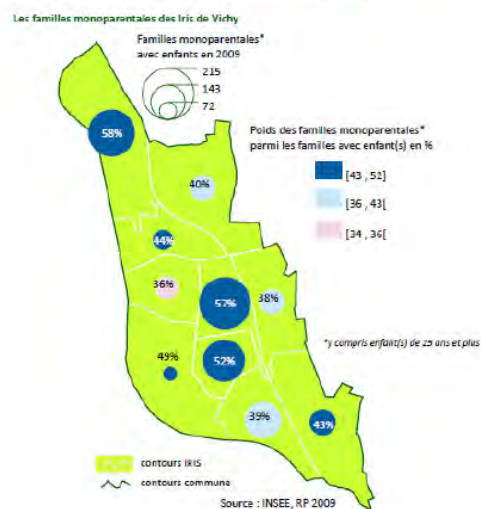 Les familles monoparentales des Iris de Vichy
Familles monoparentales*
avec enfants en 2009
215
143
72
Poids des familles monoparentales*
parmi les familles avec enfant(s) en %
[43 , 52]
[36 , 43[
[34 , 36[
58%
40%
44%
36%
57%
38%
*y compris enfant(s) de 25 ans et plus
49%
52%
39%
43%
contours IRIS
contours commune
Source : INSEE, RP 2009